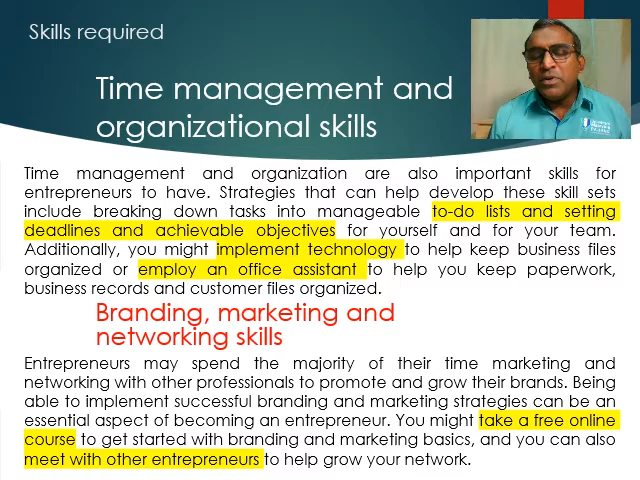 Skills required
Time management and
organizational skills
Time management and organization are also important skills for
entrepreneurs to have. Strategies that can help develop these skill sets
include breaking down tasks into manageable to-do lists and setting
deadlines and achievable objectives for yourself and for your team.
Additionally, you might implement technology to help keep business files
organized or employ an office assistant to help you keep paperwork,
business records and customer files organized.
Branding, marketing and
networking skills
Entrepreneurs may spend the majority of their time marketing and
networking with other professionals to promote and grow their brands. Being
able to implement successful branding and marketing strategies can be an
essential aspect of becoming an entrepreneur. You might take a free online
course to get started with branding and marketing basics, and you can also
meet with other entrepreneurs to help grow your network.